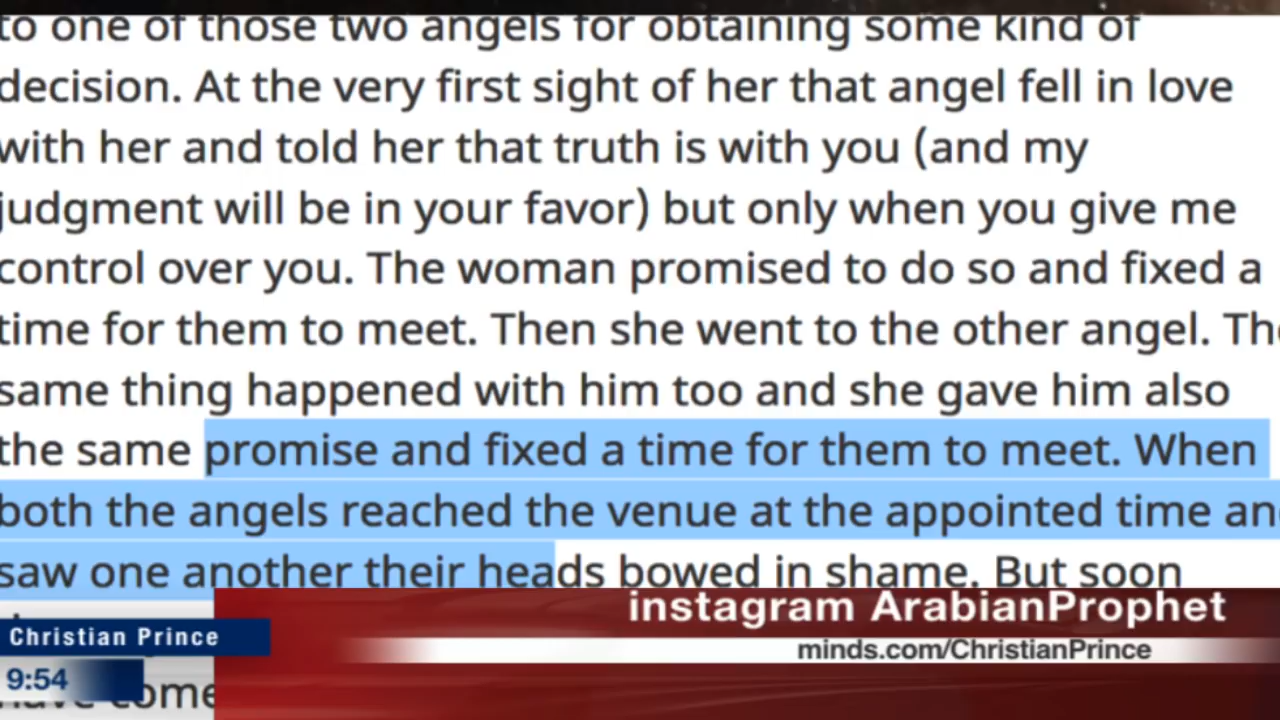 to one of those two angels for obtaining some kind of
decision. At the very first sight of her that angel fell in love
with her and told her that truth is with you (and my
judgment will be in your favor) but only when you give me
control over you. The woman promised to do so and fixed a
time for them to meet. Then she went to the other angel. The
same thing happened with him too and she gave him also
the same promise and fixed a time for them to meet. When
both the angels reached the venue at the appointed time and
saw one another their heads bowed in shame. But soon
instagram ArabianProphet
Christian Prince
minds.com/ChristianPrince
9:54
have come